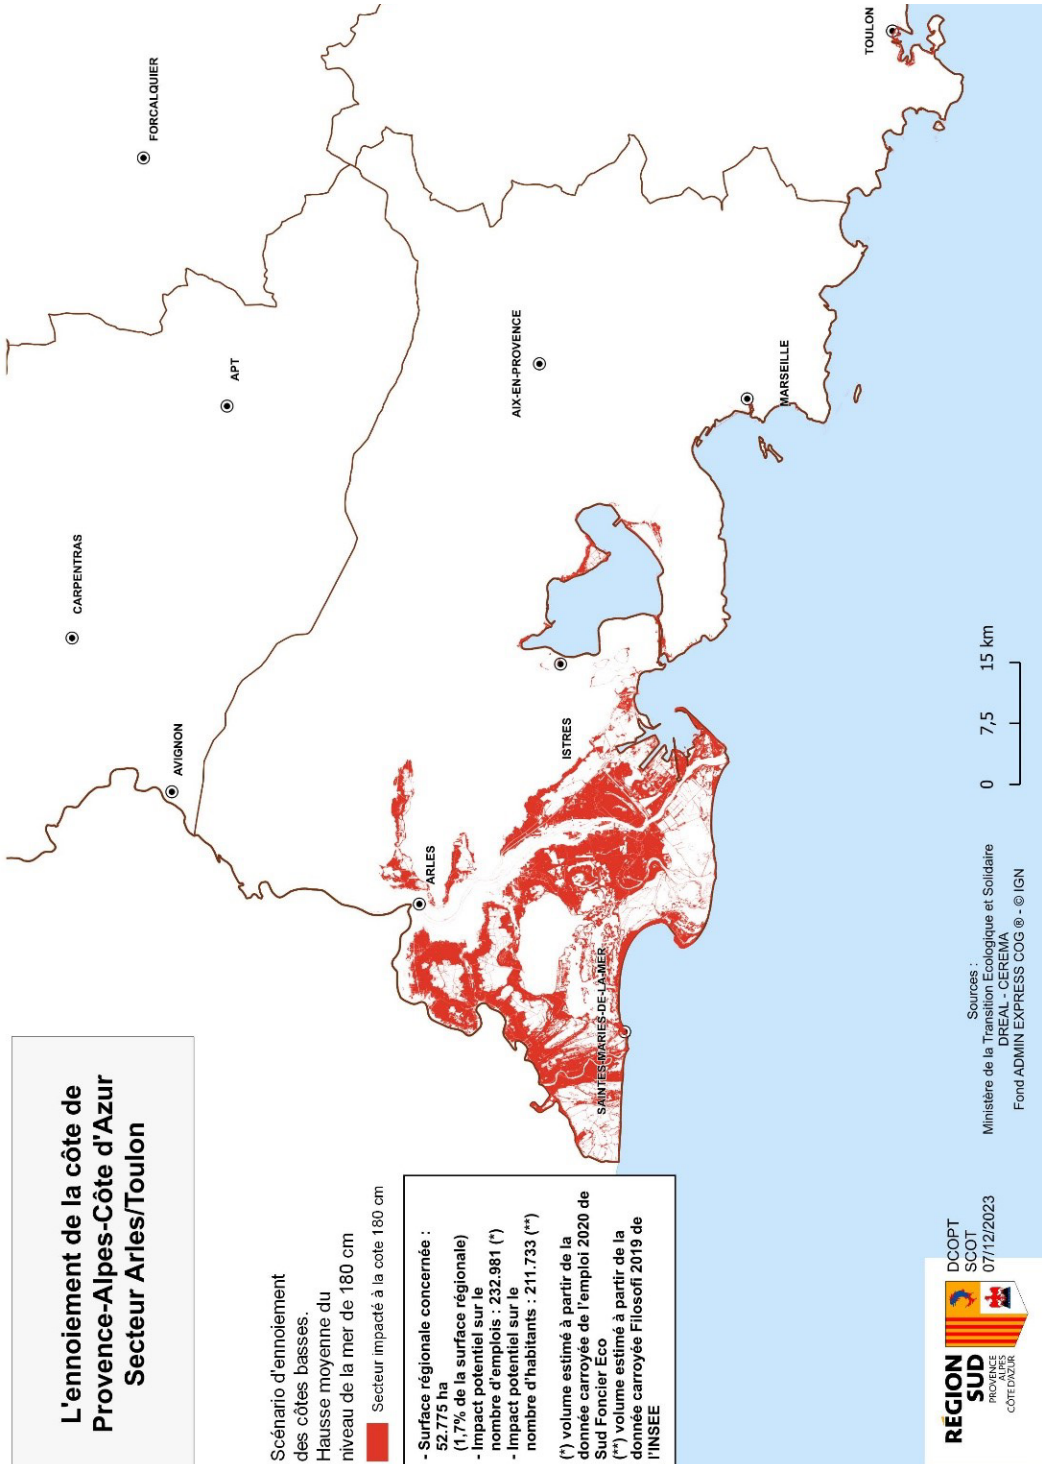 L'ennoiement de la côte de
Provence-Alpes-Côte d'Azur
Secteur Arles/Toulon
Scénario d'ennoiement
des côtes basses.
Hausse moyenne du
niveau de la mer de 180 cm
Secteur impacté à la cote 180 cm
- Surface régionale concernée :
52.775 ha
(1,7% de la surface régionale)
- Impact potentiel sur le
nombre d'emplois : 232.981 (*)
- Impact potentiel sur le
nombre d'habitants : 211.733 (**)
(*) volume estimé à partir de la
donnée carroyée de l'emploi 2020 de
Sud Foncier Eco
(**) volume estimé à partir de la
donnée carroyée Filosofi 2019 de
l'INSEE
CARPENTRAS
FORCALQUIER
AVIGNON
APT
ARLES
AIX-EN-PROVENCE
ISTRES
SAINTES-MARIES-DE-LA-MER
MARSEILLE
TOULON
RÉGION
SUD
PROVENCE
ALPES
CÔTE D'AZUR
DCOPT
SCOT
07/12/2023
Sources :
Ministère de la Transition Ecologique et Solidaire
DREAL - CEREMA
Fond ADMIN EXPRESS COG ® - © IGN
0 7,5 15 km